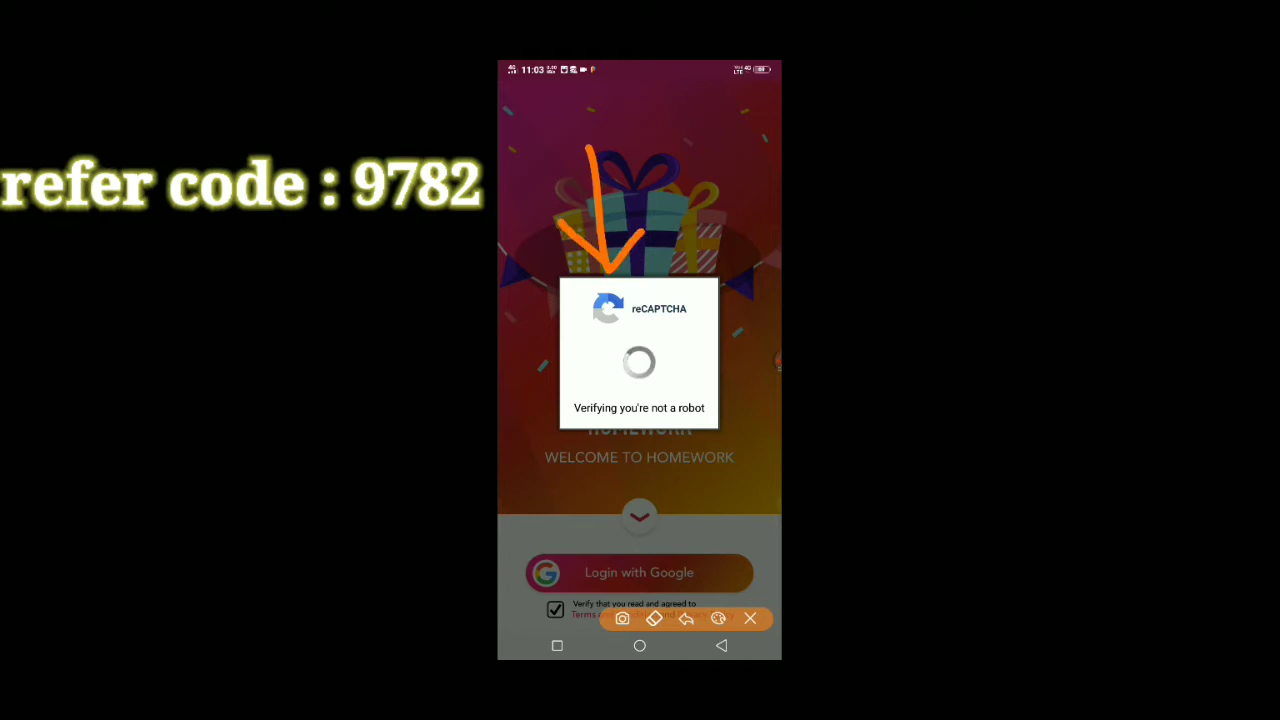 11:03
refer code : 9782
reCAPTCHA
Verifying you're not a robot
HOMEWORK
WELCOME TO HOMEWORK
Login with Google
Verify that you read and agreed to